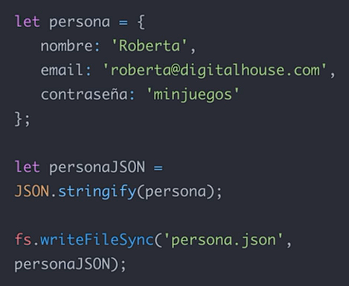 let persona = {
nombre: 'Roberta',
email: 'roberta@digitalhouse.com',
contraseña: 'minjuegos'
};
let personaJSON =
JSON.stringify(persona);
fs.writeFileSync('persona.json',
personaJSON);